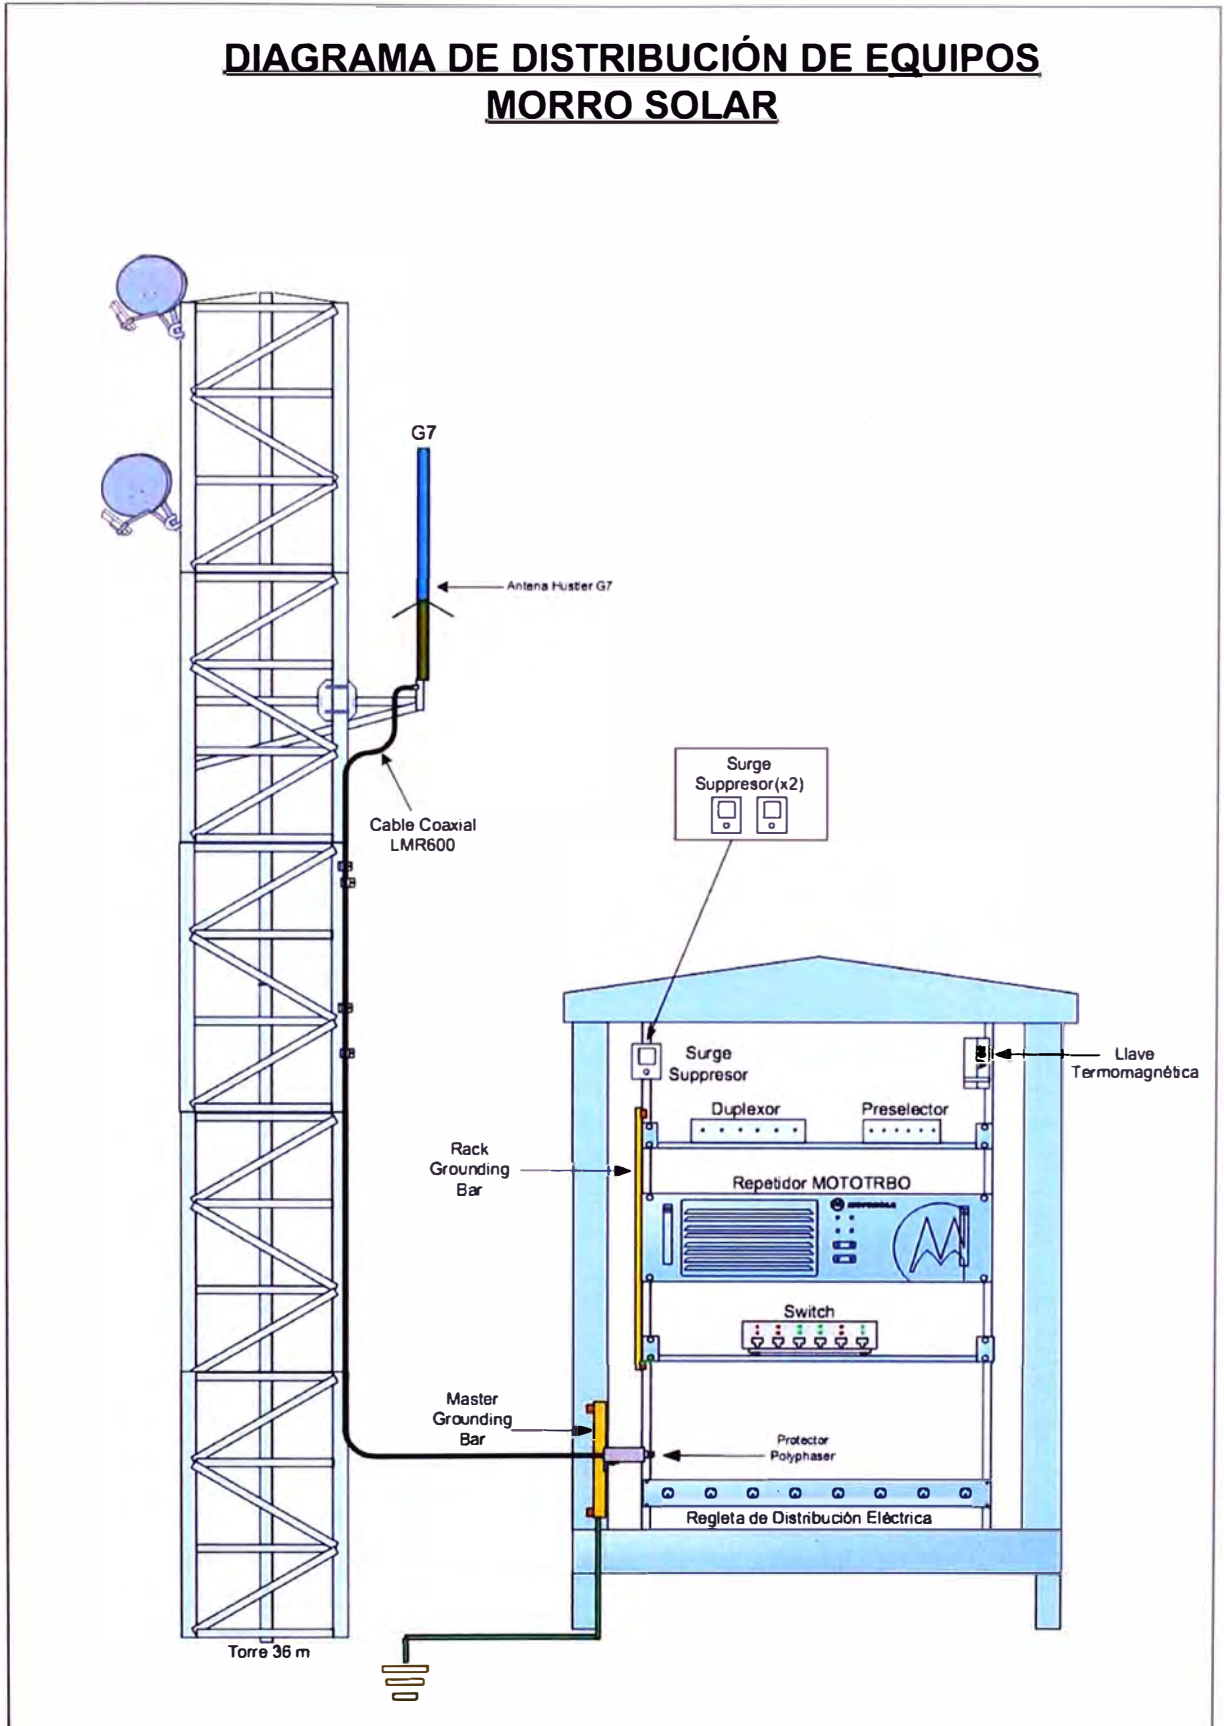 DIAGRAMA DE DISTRIBUCIÓN DE EQUIPOS
MORRO SOLAR
G7
Antena Hustler G7
Surge
Suppresor(x2)
Cable Coaxial
LMR600
Surge
Suppresor
Llave
Termomagnética
Duplexor
Preselector
Rack
Grounding
Bar
Repetidor MOTOTRBO
MOTOROLA
Switch
Master
Grounding
Bar
Protector
Polyphaser
Regleta de Distribución Eléctrica
Torre 36 m